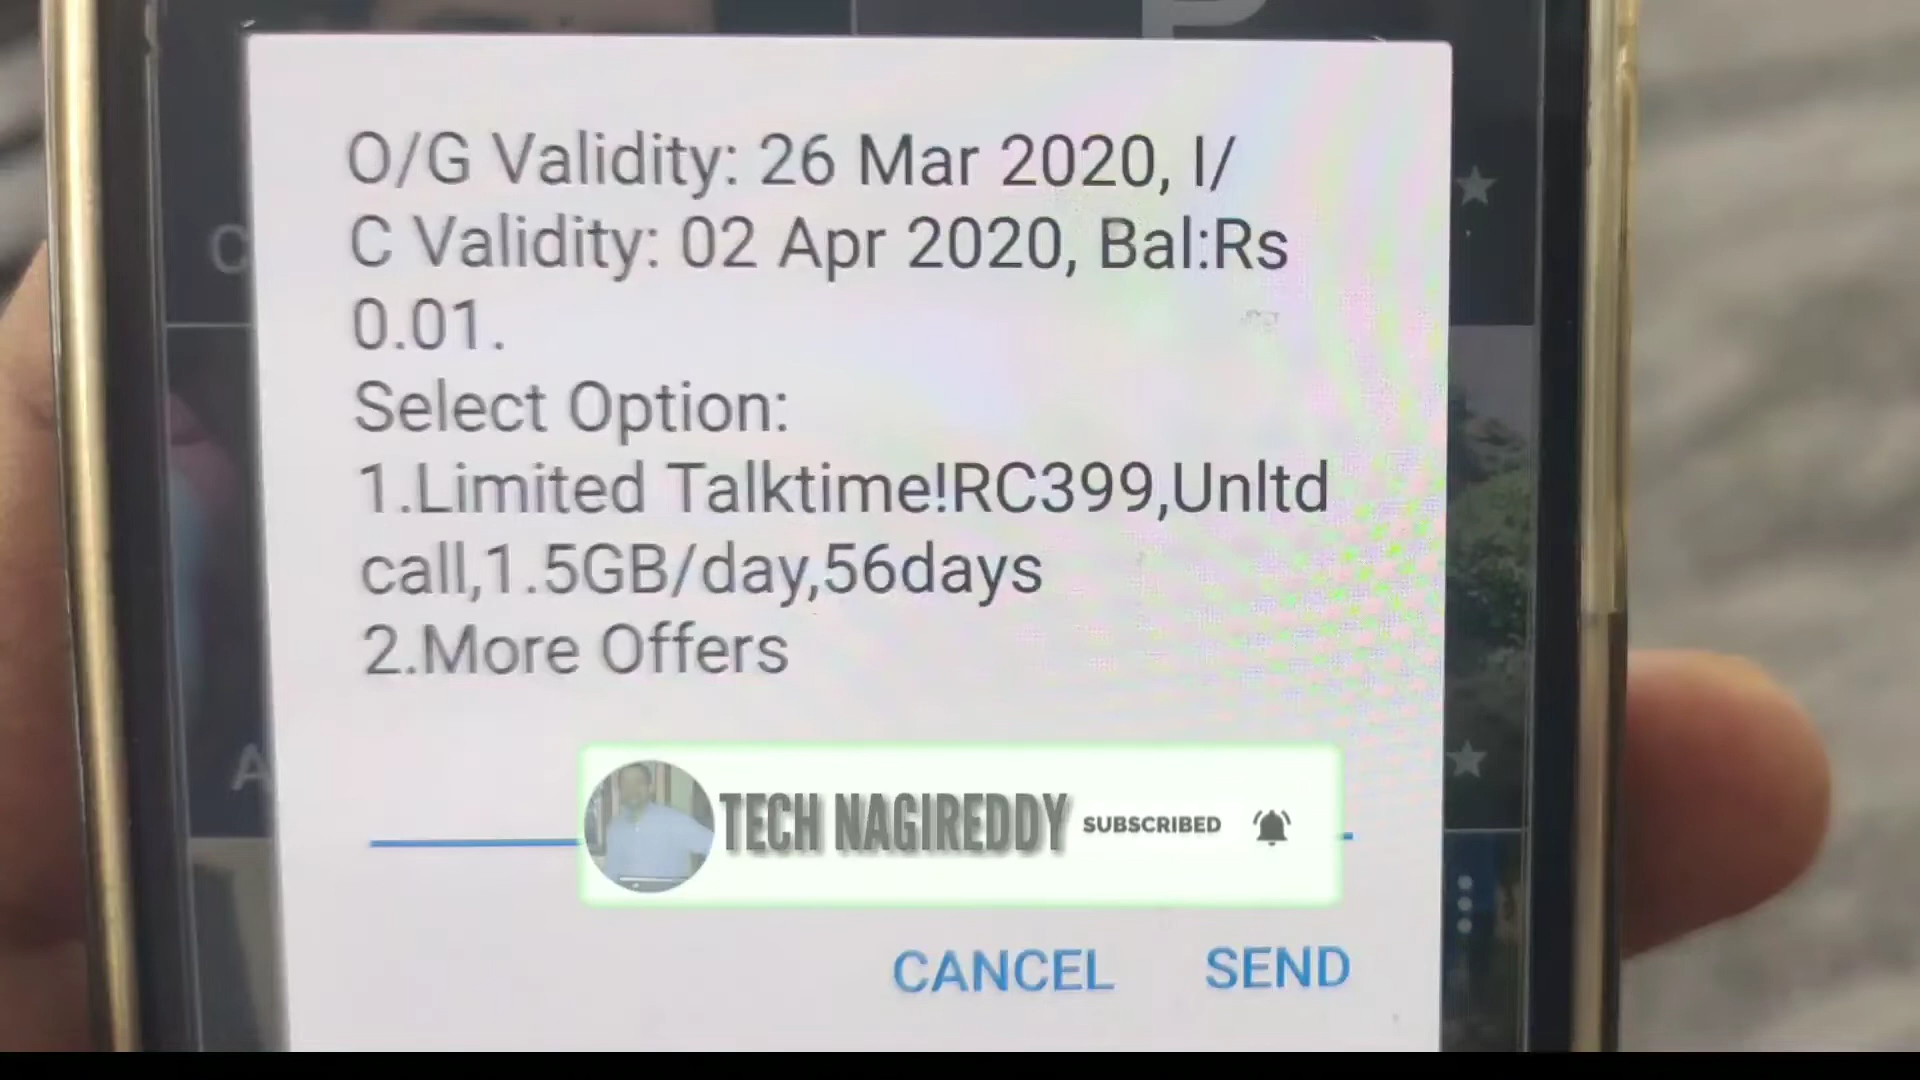 O/G Validity: 26 Mar 2020, I/
C Validity: 02 Apr 2020, Bal:Rs
0.01.
Select Option:
1.Limited Talktime!RC399,Unltd
call,1.5GB/day,56days
2.More Offers
TECH NAGIREDDY SUBSCRIBED
CANCEL SEND